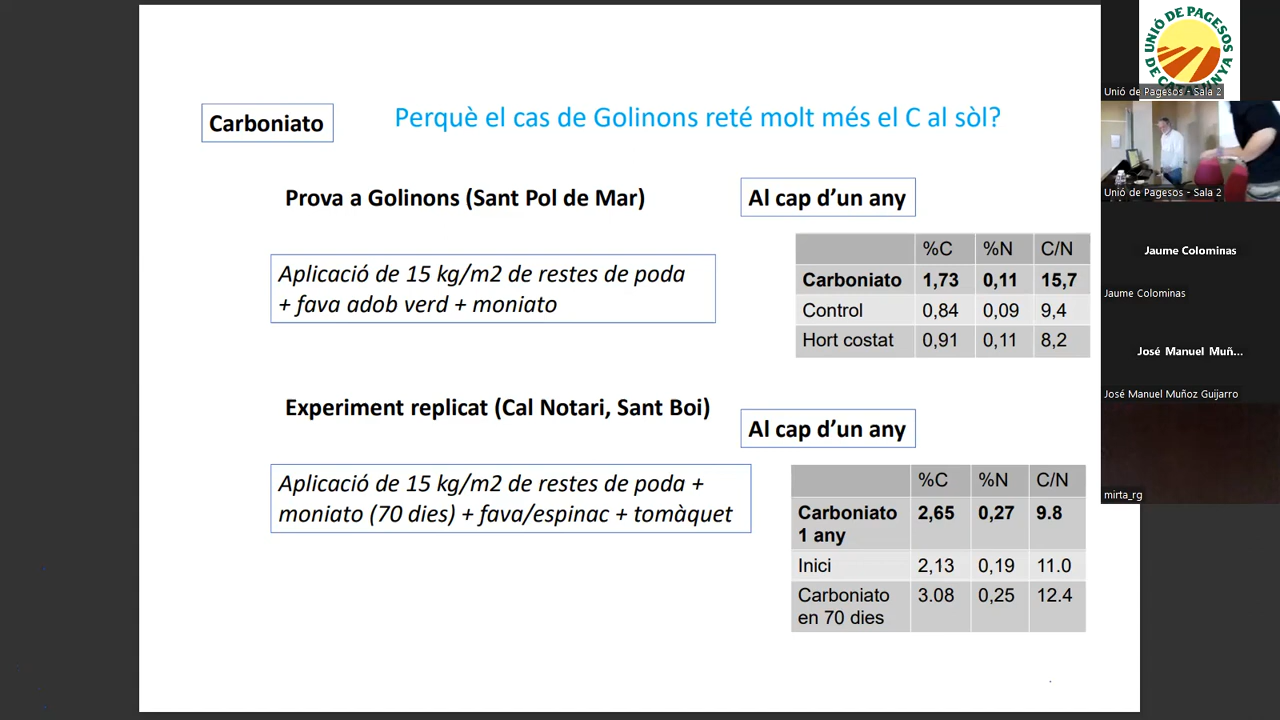 Carboniato
Perquè el cas de Golinons reté molt més el C al sòl?
Prova a Golinons (Sant Pol de Mar)
Al cap d'un any
Aplicació de 15 kg/m2 de restes de poda
+ fava adob verd + moniato
%C %N C/N
Carboniato 1,73 0,11 15,7
Control 0,84 0,09 9,4
Hort costat 0,91 0,11 8,2
Experiment replicat (Cal Notari, Sant Boi)
Al cap d'un any
Aplicació de 15 kg/m2 de restes de poda +
moniato (70 dies) + fava/espinac + tomàquet
%C %N C/N
Carboniato
1 any 2,65 0,27 9.8
Inici 2,13 0,19 11.0
Carboniato
en 70 dies 3.08 0,25 12.4
UNIÓ DE PAGESOS
DE CATALUNYA
Unió de Pagesos - Sala 2
Unió de Pagesos - Sala 2
Jaume Colominas
Jaume Colominas
José Manuel Muñ...
José Manuel Muñoz Guijarro
mirta_rg